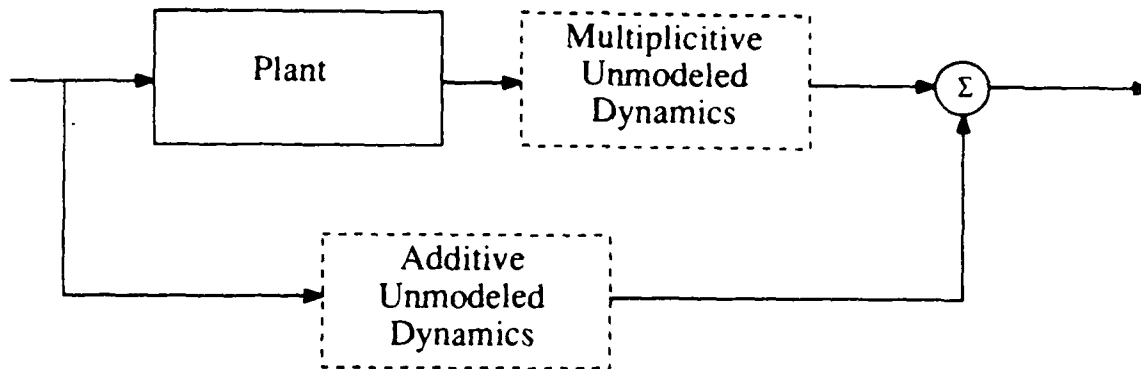 Plant
Multiplicitive
Unmodeled
Dynamics
Σ
Additive
Unmodeled
Dynamics